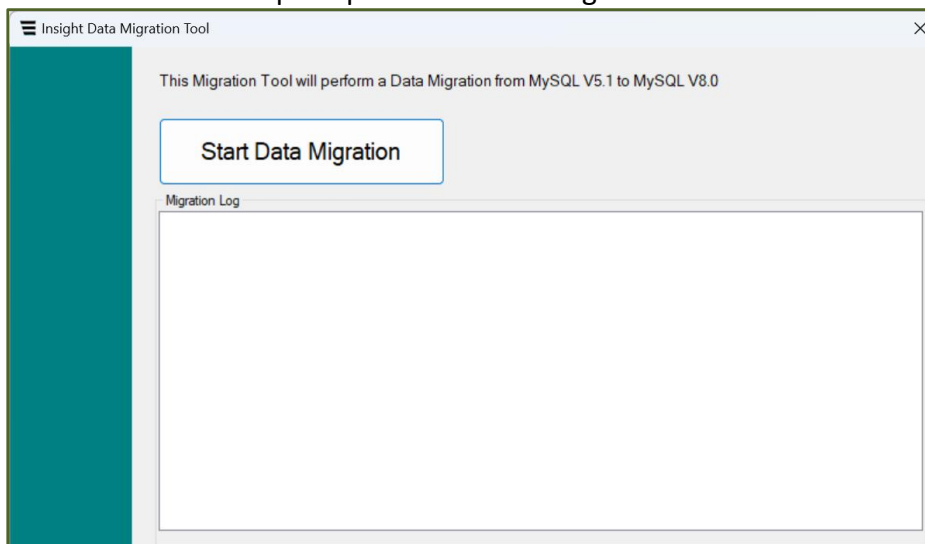 Insight Data Migration Tool
This Migration Tool will perform a Data Migration from MySQL V5.1 to MySQL V8.0
Start Data Migration
Migration Log